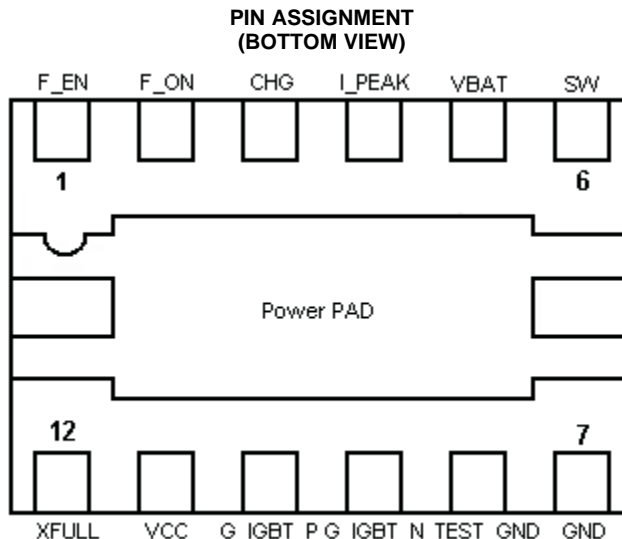 PIN ASSIGNMENT
(BOTTOM VIEW)
F_EN F_ON CHG I_PEAK VBAT SW
1 6
Power PAD
12 7
XFULL VCC G IGBT P G IGBT N TEST GND GND